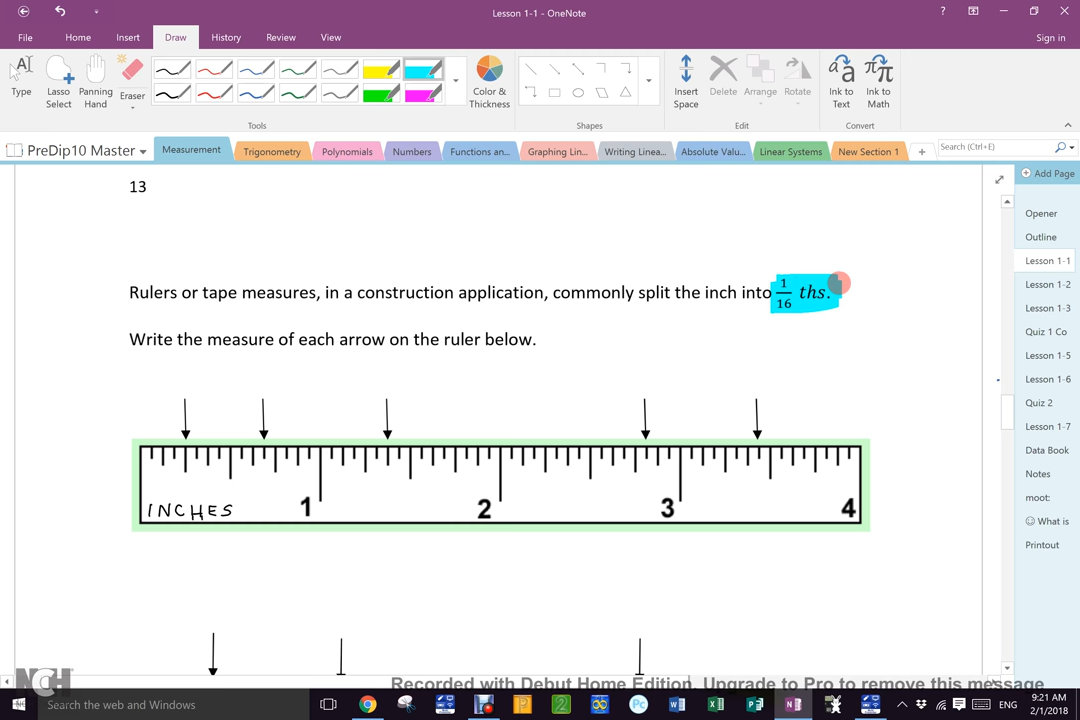 Lesson 1-1 - OneNote
?
File
Home
Insert
Draw
History
Review
View
Sign in
Type
Lasso Select
Panning Hand
Eraser
Color & Thickness
Insert Space
Delete
Arrange
Rotate
Ink to Text
Ink to Math
Tools
Shapes
Edit
Convert
PreDip10 Master
Measurement
Trigonometry
Polynomials
Numbers
Functions an...
Graphing Lin...
Writing Linea...
Absolute Valu...
Linear Systems
New Section 1
+
Search (Ctrl+E)
Add Page
Opener
Outline
Lesson 1-1
Lesson 1-2
Lesson 1-3
Quiz 1 Co
Lesson 1-5
Lesson 1-6
Quiz 2
Lesson 1-7
Data Book
Notes
moot:
☺ What is
Printout
13
Rulers or tape measures, in a construction application, commonly split the inch into 1/16 ths.
Write the measure of each arrow on the ruler below.
INCHES 1 2 3 4
NCH
Recorded with Debut Home Edition. Upgrade to Pro to remove this message
Search the web and Windows
ENG
9:21 AM
2/1/2018